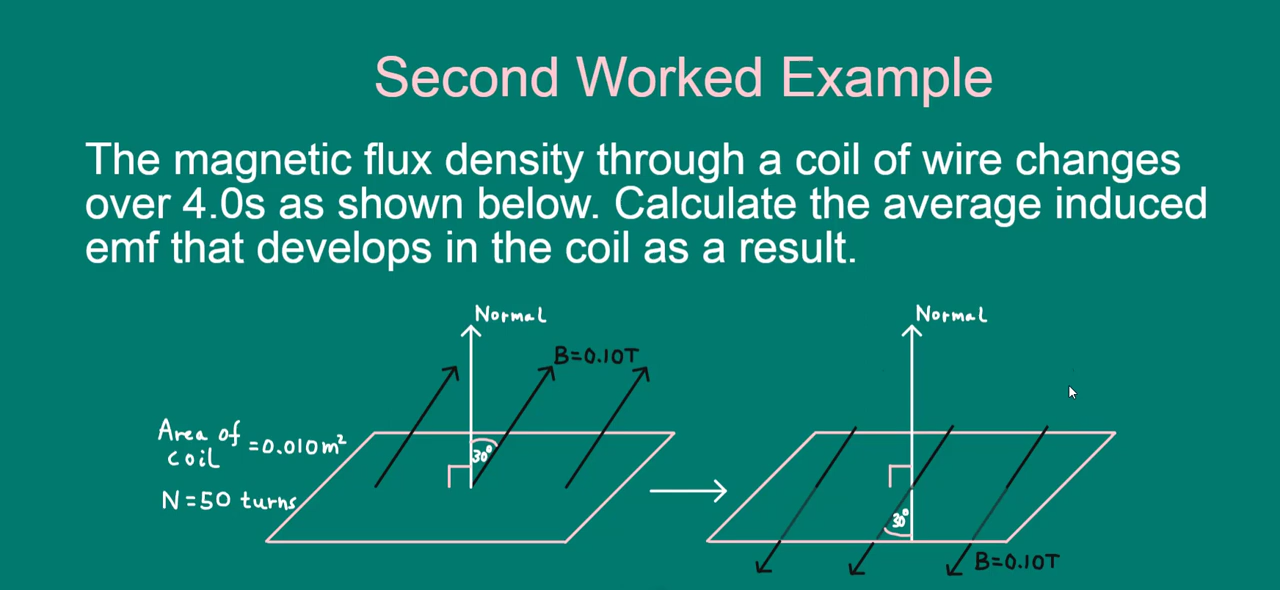 Second Worked Example
The magnetic flux density through a coil of wire changes
over 4.0s as shown below. Calculate the average induced
emf that develops in the coil as a result.
Normal
B=0.10T
Area of
coil
=0.010m²
N=50 turns
30°
Normal
30°
B=0.10T